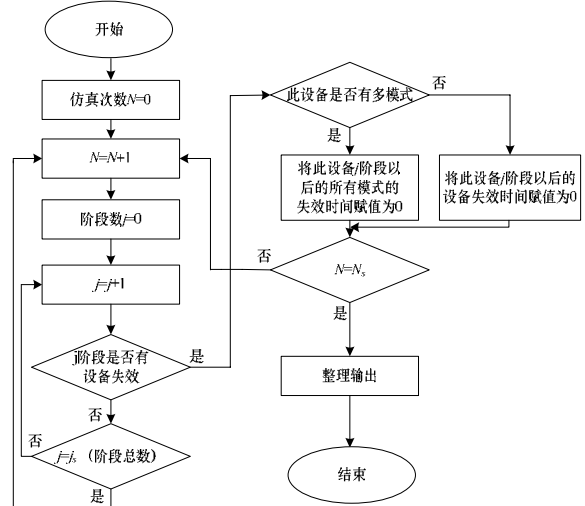 开始
仿真次数N=0
N=N+1
阶段数j=0
j=j+1
j阶段是否有
设备失效
是
否
否
j=js（阶段总数）
是
此设备是否有多模式
否
是
将此设备/阶段以
后的所有模式的
失效时间赋值为0
将此设备/阶段以后的
设备失效时间赋值为0
否
N=Ns
是
整理输出
结束